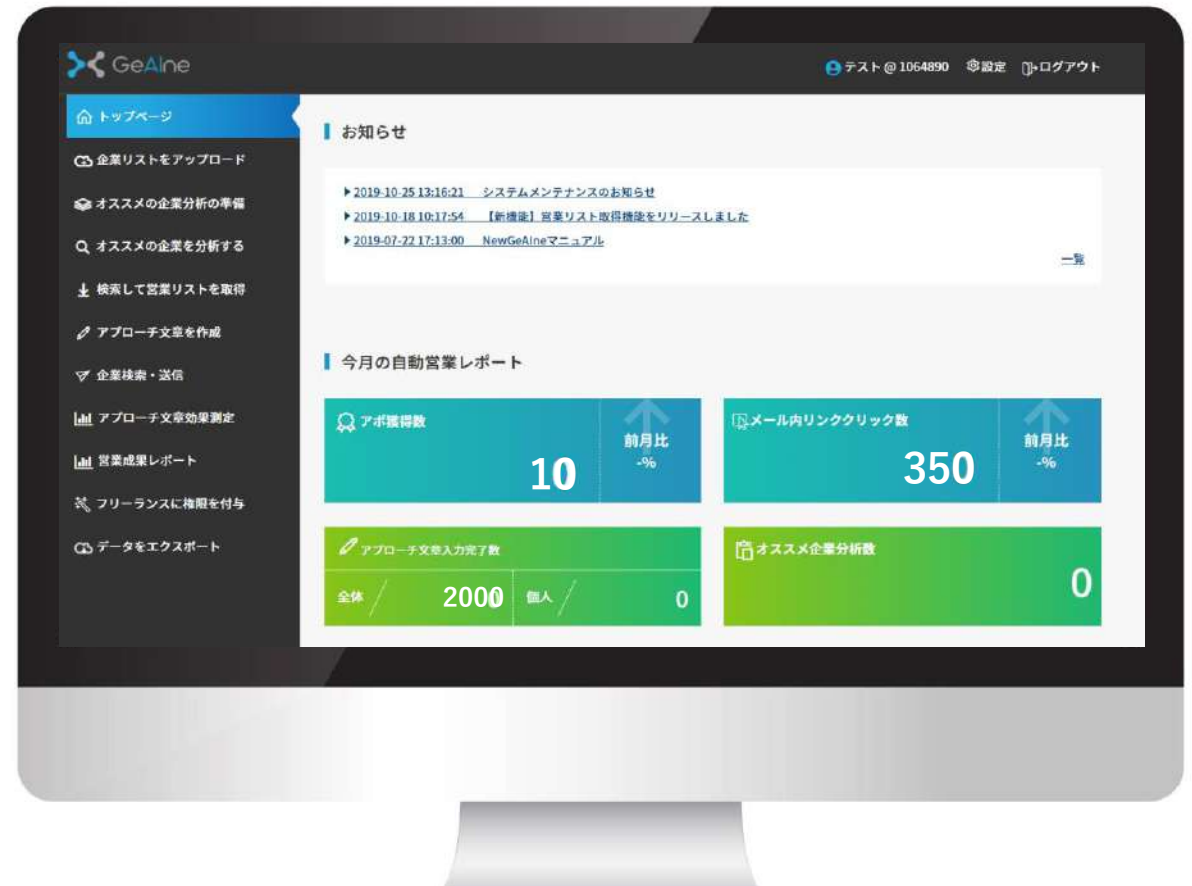 GeAIne
テスト@1064890 設定 ログアウト
トップページ
企業リストをアップロード
オススメの企業分析の準備
オススメの企業を分析する
検索して営業リストを取得
アプローチ文章を作成
企業検索・送信
アプローチ文章効果測定
営業成果レポート
フリーランスに権限を付与
データをエクスポート
お知らせ
2019-10-25 13:16:21 システムメンテナンスのお知らせ
2019-10-18 10:17:54 【新機能】営業リスト取得機能をリリースしました
2019-07-22 17:13:00 NewGeAIneマニュアル
一覧
今月の自動営業レポート
アポ獲得数
10
前月比
-%
メール内リンククリック数
350
前月比
-%
アプローチ文章入力完了数
全体 2000 個人 0
オススメ企業分析数
0